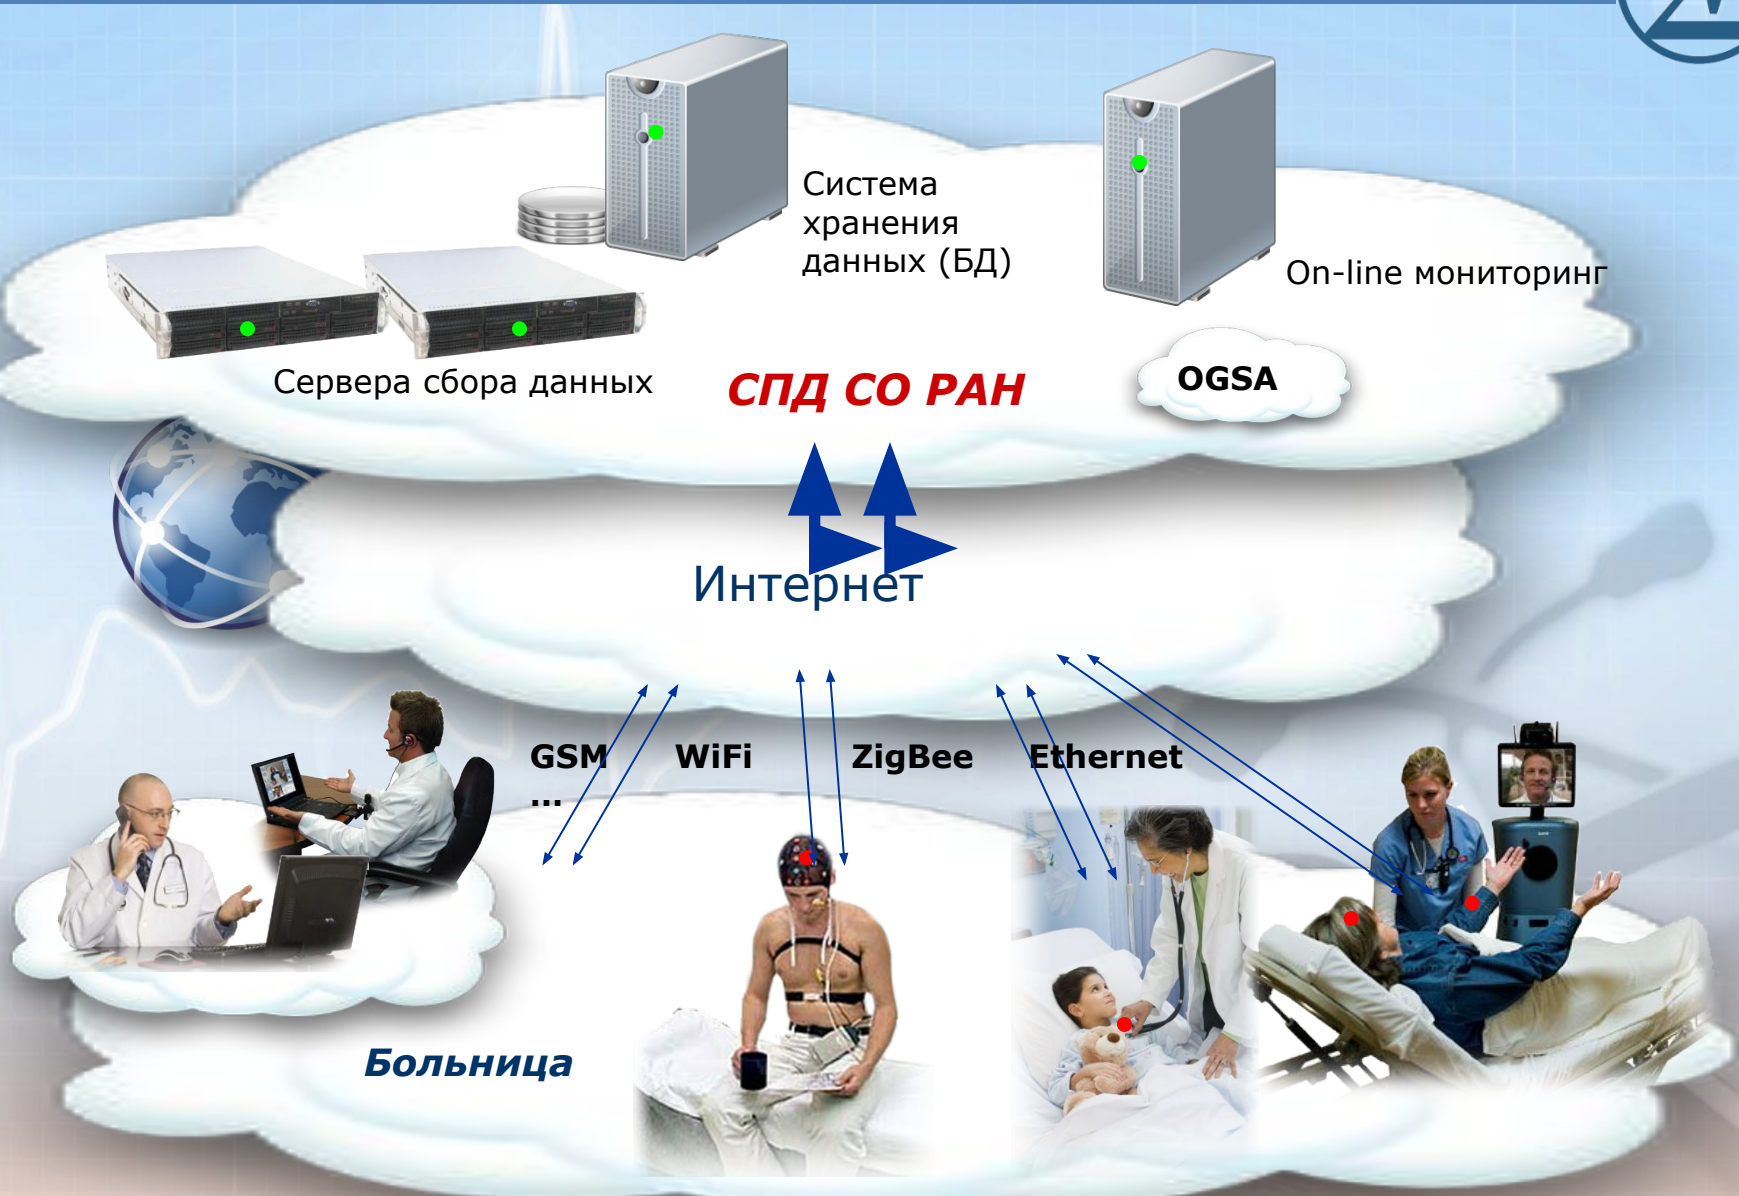 Система
хранения
данных (БД)
On-line мониторинг
Сервера сбора данных
СПД СО РАН
OGSA
Интернет
GSM WiFi ZigBee Ethernet
...
Больница